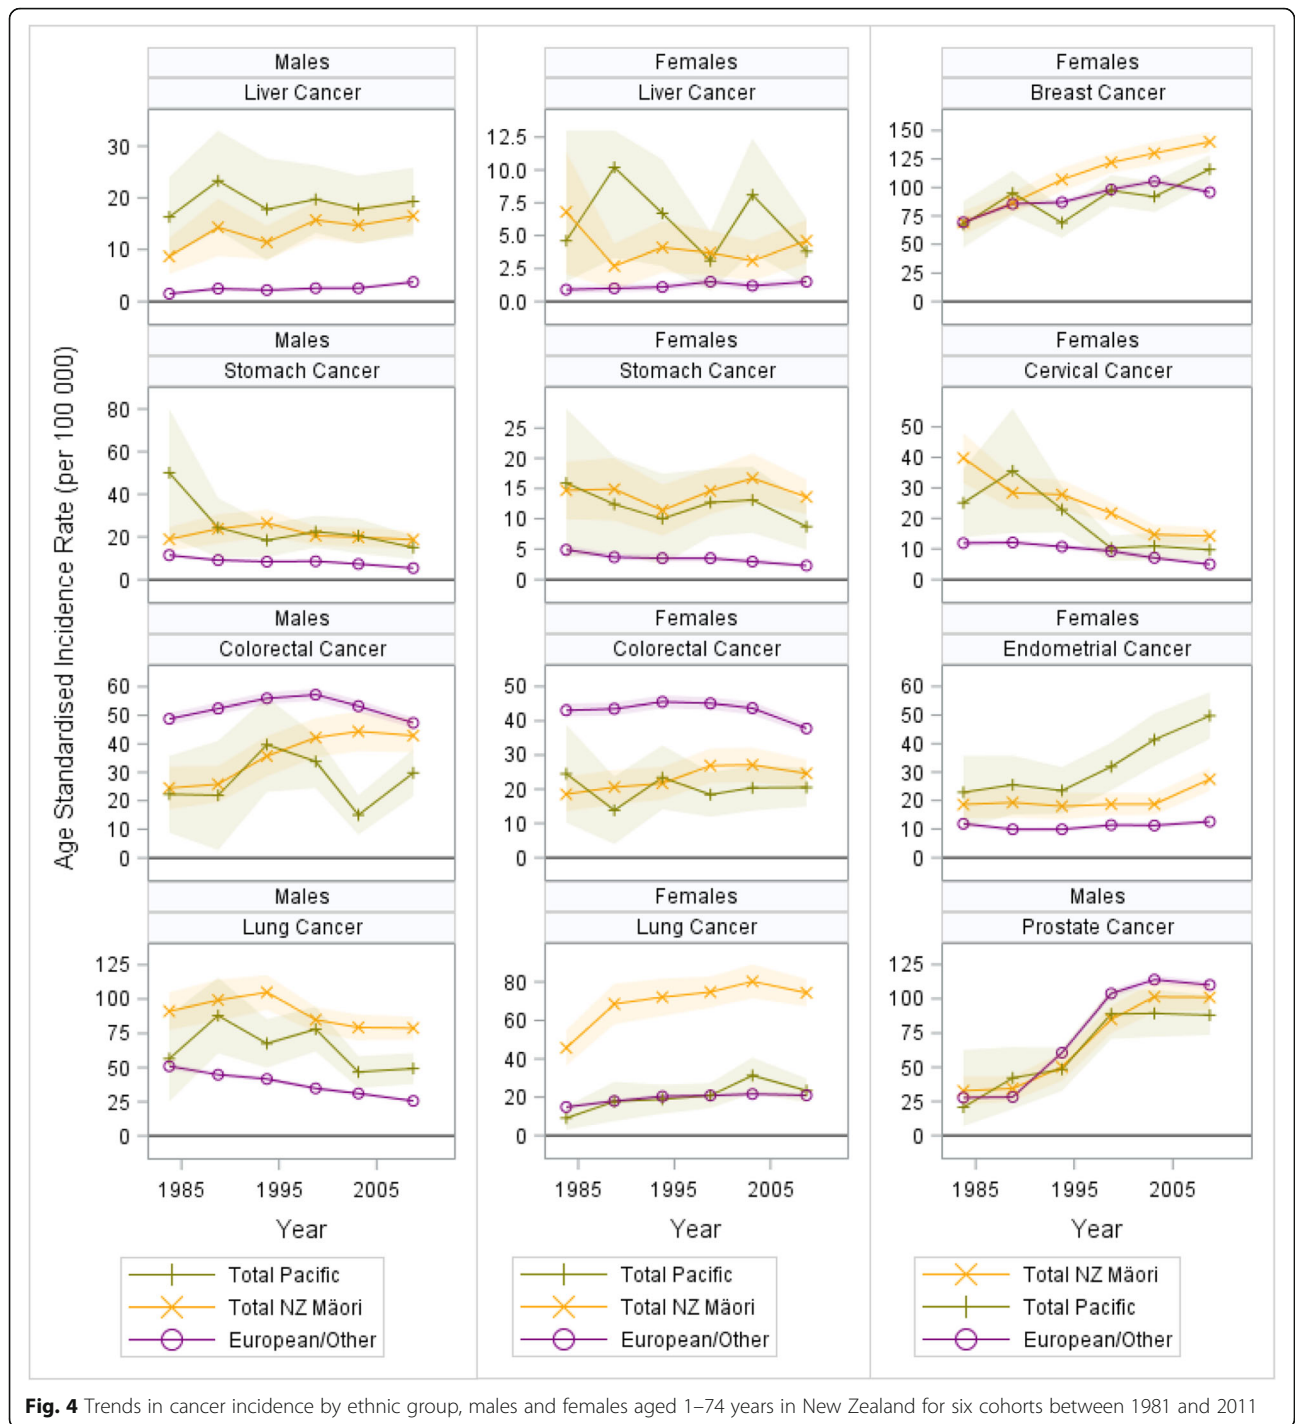 Males
Liver Cancer
30
20
10
0
Females
Liver Cancer
12.5
10.0
7.5
5.0
2.5
0.0
Females
Breast Cancer
150
125
100
75
50
25
0
Males
Stomach Cancer
80
60
40
20
0
Females
Stomach Cancer
25
20
15
10
5
0
Females
Cervical Cancer
50
40
30
20
10
0
Males
Colorectal Cancer
60
50
40
30
20
10
0
Females
Colorectal Cancer
50
40
30
20
10
0
Females
Endometrial Cancer
60
50
40
30
20
10
0
Males
Lung Cancer
125
100
75
50
25
0
Females
Lung Cancer
80
60
40
20
0
Males
Prostate Cancer
125
100
75
50
25
0
Age Standardised Incidence Rate (per 100 000)
1985 1995 2005
Year
1985 1995 2005
Year
1985 1995 2005
Year
Total Pacific
Total NZ Mäori
European/Other
Total Pacific
Total NZ Mäori
European/Other
Total NZ Mäori
Total Pacific
European/Other
Fig. 4 Trends in cancer incidence by ethnic group, males and females aged 1–74 years in New Zealand for six cohorts between 1981 and 2011